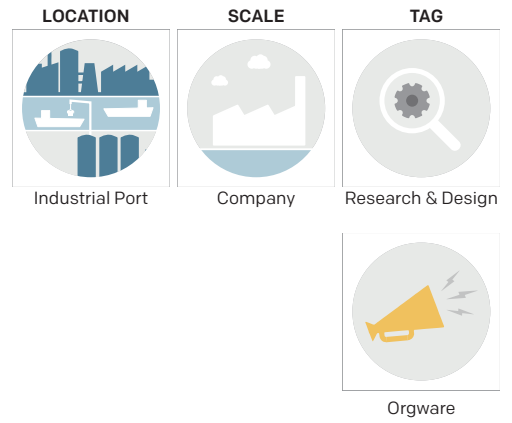 LOCATION
SCALE
TAG
Industrial Port
Company
Research & Design
Orgware